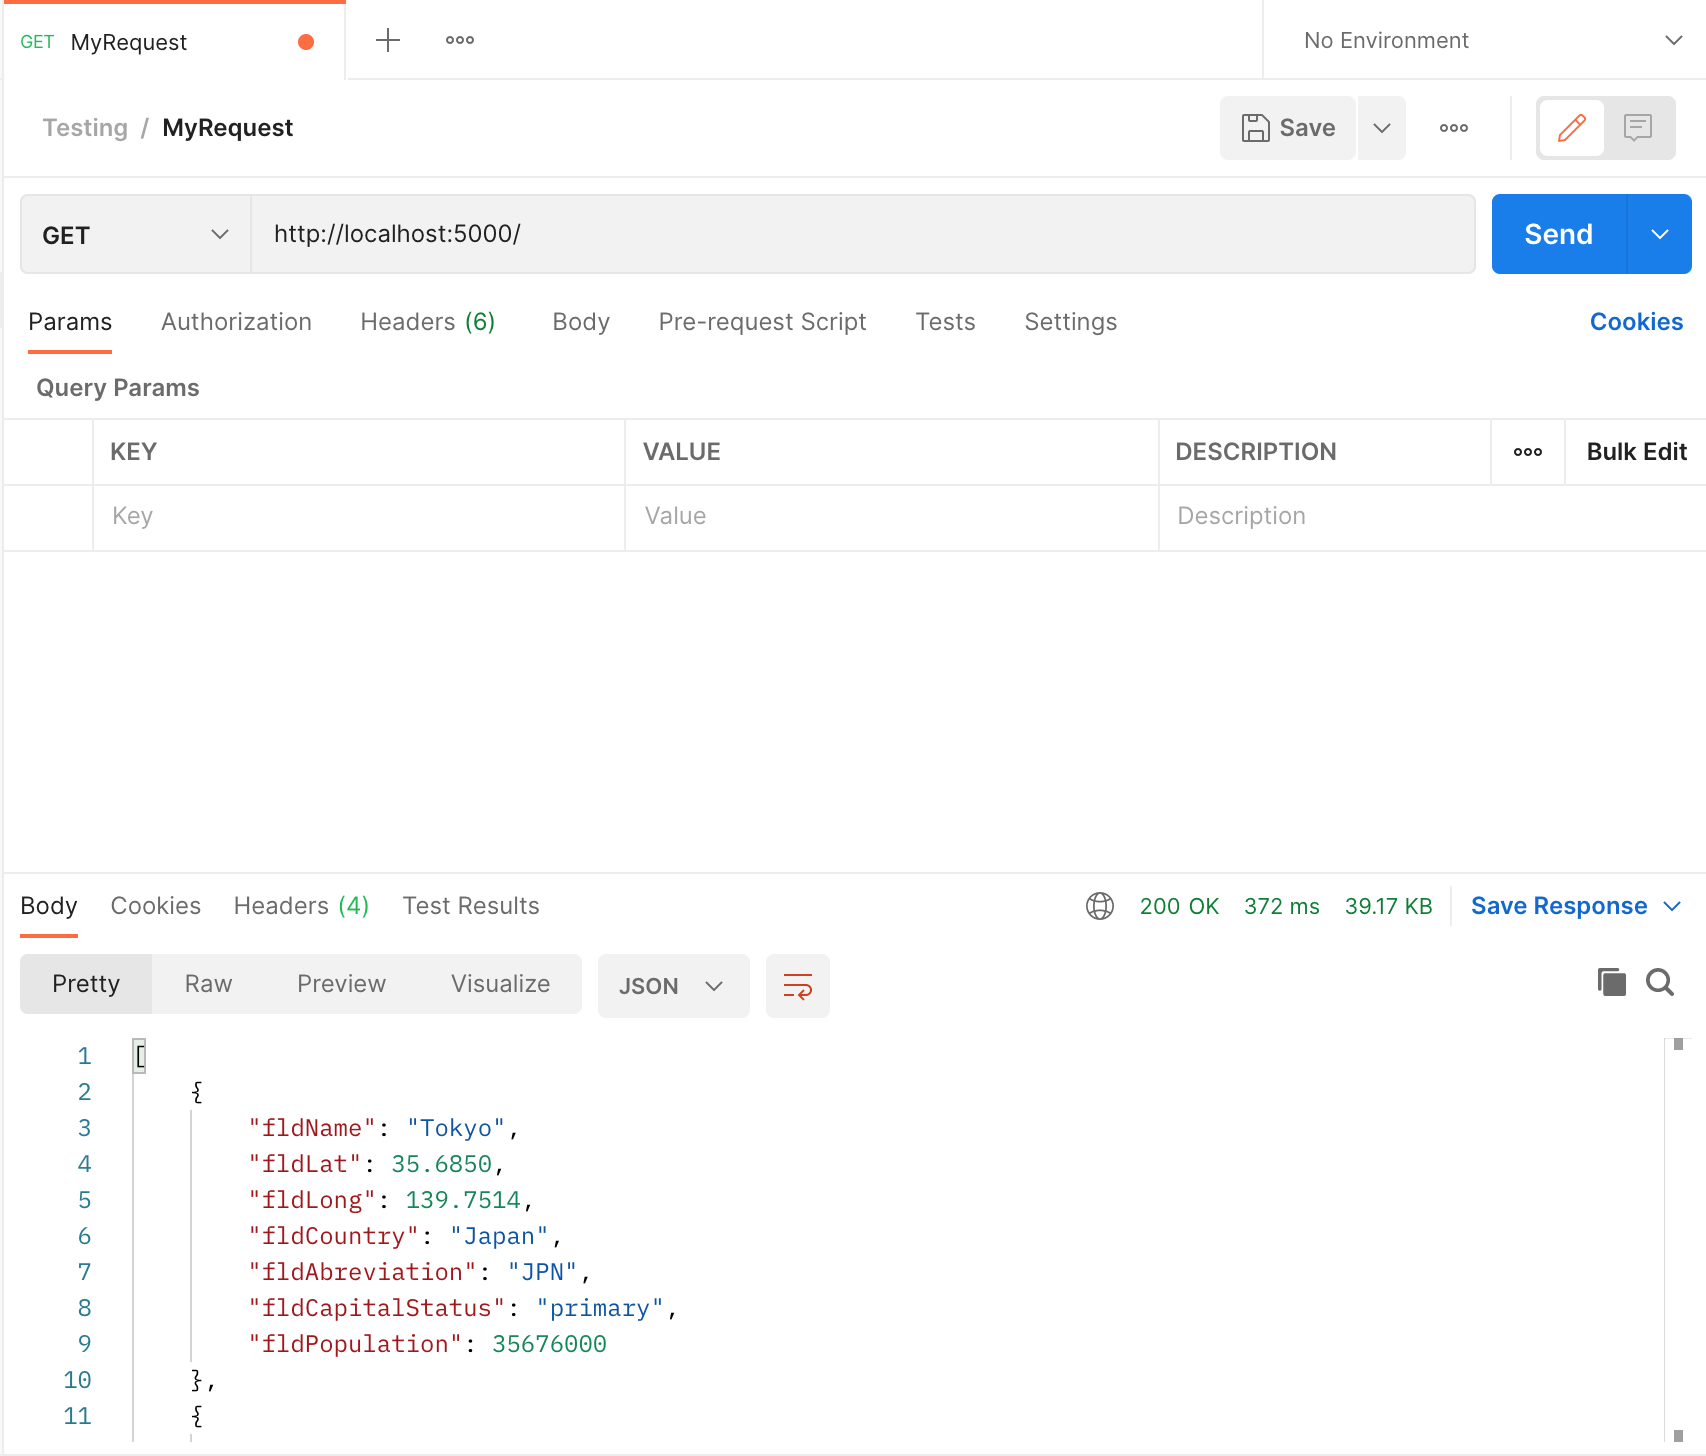 GET MyRequest No Environment
Testing / MyRequest Save
GET http://localhost:5000/ Send
Params Authorization Headers (6) Body Pre-request Script Tests Settings Cookies
Query Params
KEY VALUE DESCRIPTION Bulk Edit
Key Value Description
Body Cookies Headers (4) Test Results 200 OK 372 ms 39.17 KB Save Response
Pretty Raw Preview Visualize JSON
1 [
2 {
3 "fldName": "Tokyo",
4 "fldLat": 35.6850,
5 "fldLong": 139.7514,
6 "fldCountry": "Japan",
7 "fldAbreviation": "JPN",
8 "fldCapitalStatus": "primary",
9 "fldPopulation": 35676000
10 },
11 {